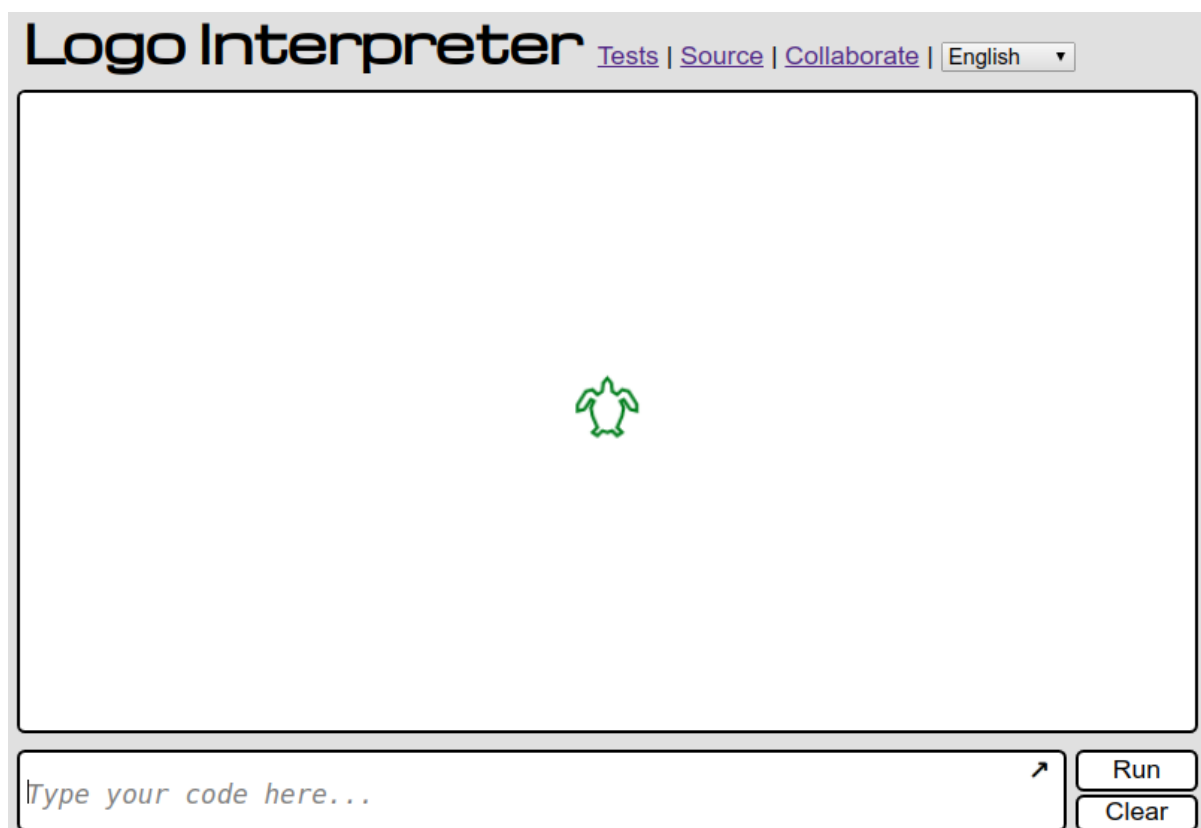 Logo Interpreter Tests | Source | Collaborate | English
Type your code here...
Run
Clear